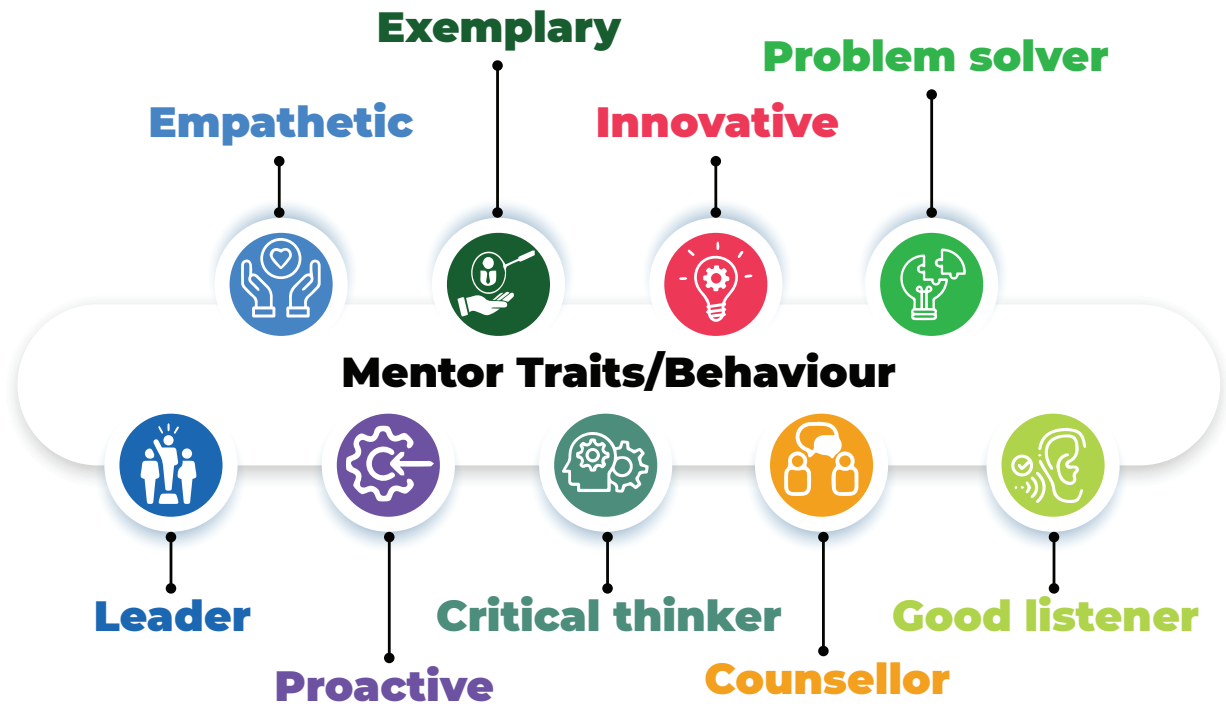 Exemplary
Problem solver
Empathetic
Innovative
Mentor Traits/Behaviour
Leader
Critical thinker
Good listener
Proactive
Counsellor